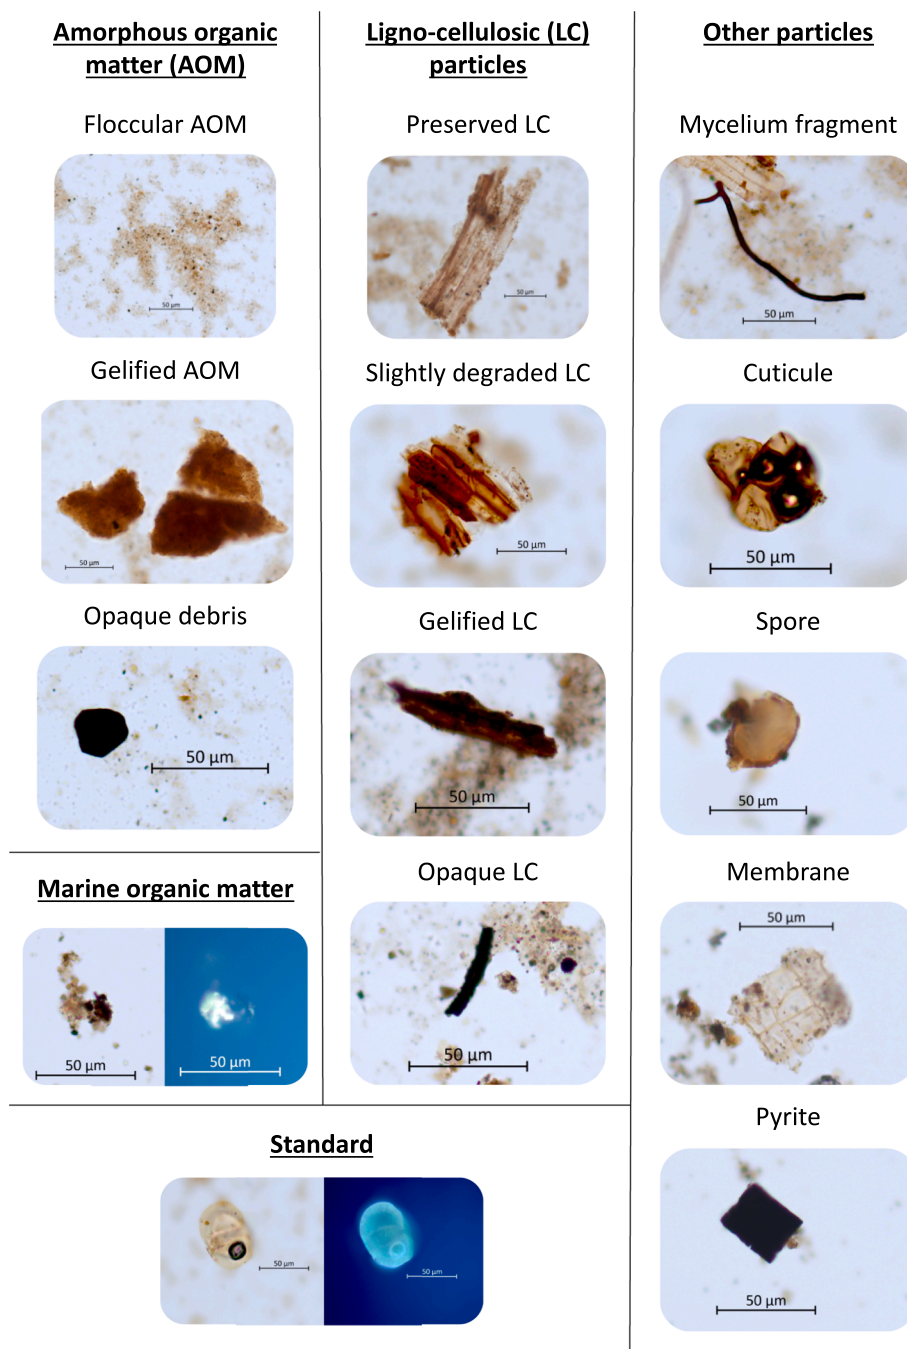 Amorphous organic
matter (AOM)
Floccular AOM
50 µm
Gelified AOM
50 µm
Opaque debris
50 µm
Marine organic matter
50 µm
50 µm
Ligno-cellulosic (LC)
particles
Preserved LC
50 µm
Slightly degraded LC
50 µm
Gelified LC
50 µm
Opaque LC
50 µm
Standard
50 µm
50 µm
Other particles
Mycelium fragment
50 µm
Cuticule
50 µm
Spore
50 µm
Membrane
50 µm
Pyrite
50 µm